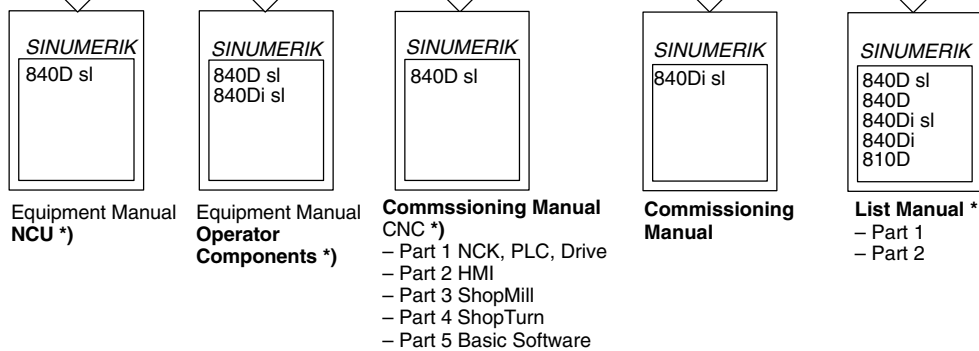 SINUMERIK
840D sl
Equipment Manual
NCU *)
SINUMERIK
840D sl
840Di sl
Equipment Manual
Operator
Components *)
SINUMERIK
840D sl
Commssioning Manual
CNC *)
– Part 1 NCK, PLC, Drive
– Part 2 HMI
– Part 3 ShopMill
– Part 4 ShopTurn
– Part 5 Basic Software
SINUMERIK
840Di sl
Commissioning
Manual
SINUMERIK
840D sl
840D
840Di sl
840Di
810D
List Manual *
– Part 1
– Part 2